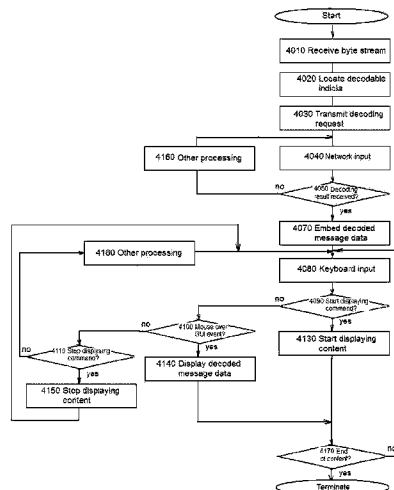 Start
4010 Receive byte stream
4020 Locate decodable
indicia
4030 Transmit decoding
request
4160 Other processing
4040 Network input
no
4050 Decoding
result received?
yes
4070 Embed decoded
message data
4160 Other processing
4080 Keyboard input
no
4090 Start displaying
command?
no
yes
4100 Mouse over
GUI event?
no
yes
4110 Stop displaying
command?
no
yes
4130 Start displaying
content
4140 Display decoded
message data
4150 Stop displaying
content
4170 End
of content?
no
yes
Terminate